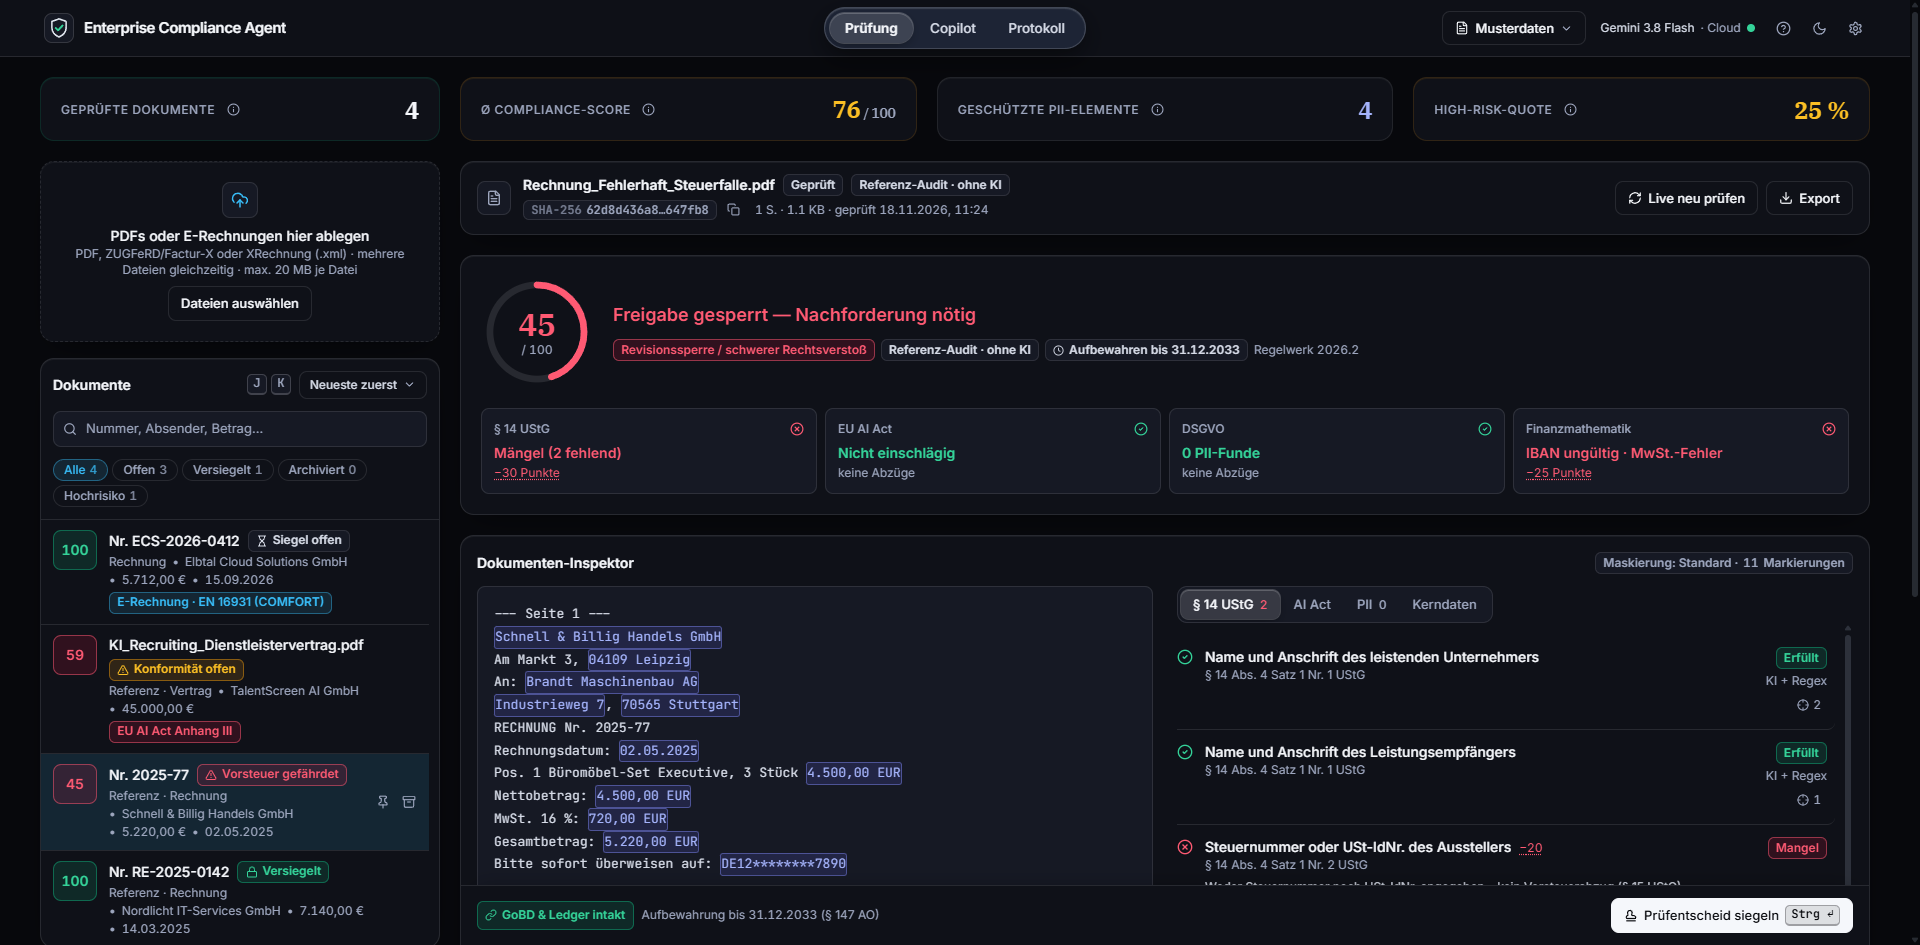 Enterprise Compliance Agent
Prüfung
Copilot
Protokoll
Musterdaten
Gemini 3.8 Flash · Cloud
GEPRÜFTE DOKUMENTE
4
Ø COMPLIANCE-SCORE
76 / 100
GESCHÜTZTE PII-ELEMENTE
4
HIGH-RISK-QUOTE
25 %
PDFs oder E-Rechnungen hier ablegen
PDF, ZUGFeRD/Factur-X oder XRechnung (.xml) · mehrere
Dateien gleichzeitig · max. 20 MB je Datei
Dateien auswählen
Dokumente
J
K
Neueste zuerst
Nummer, Absender, Betrag...
Alle 4
Offen 3
Versiegelt 1
Archiviert 0
Hochrisiko 1
100
Nr. ECS-2026-0412
Siegel offen
Rechnung • Elbtal Cloud Solutions GmbH
• 5.712,00 € • 15.09.2026
E-Rechnung · EN 16931 (COMFORT)
59
KI_Recruiting_Dienstleistervertrag.pdf
Konformität offen
Referenz · Vertrag • TalentScreen AI GmbH
• 45.000,00 €
EU AI Act Anhang III
45
Nr. 2025-77
Vorsteuer gefährdet
Referenz · Rechnung
• Schnell & Billig Handels GmbH
• 5.220,00 € • 02.05.2025
100
Nr. RE-2025-0142
Versiegelt
Referenz · Rechnung
• Nordlicht IT-Services GmbH • 7.140,00 €
• 14.03.2025
Rechnung_Fehlerhaft_Steuerfalle.pdf
Geprüft
Referenz-Audit · ohne KI
SHA-256 62d8d436a8…647fb8
1 S. · 1.1 KB · geprüft 18.11.2026, 11:24
Live neu prüfen
Export
45
/ 100
Freigabe gesperrt — Nachforderung nötig
Revisionssperre / schwerer Rechtsverstoß
Referenz-Audit · ohne KI
Aufbewahren bis 31.12.2033
Regelwerk 2026.2
§ 14 UStG
Mängel (2 fehlend)
−30 Punkte
EU AI Act
Nicht einschlägig
keine Abzüge
DSGVO
0 PII-Funde
keine Abzüge
Finanzmathematik
IBAN ungültig · MwSt.-Fehler
−25 Punkte
Dokumenten-Inspektor
Maskierung: Standard · 11 Markierungen
--- Seite 1 ---
Schnell & Billig Handels GmbH
Am Markt 3, 04109 Leipzig
An: Brandt Maschinenbau AG
Industrieweg 7, 70565 Stuttgart
RECHNUNG Nr. 2025-77
Rechnungsdatum: 02.05.2025
Pos. 1 Büromöbel-Set Executive, 3 Stück 4.500,00 EUR
Nettobetrag: 4.500,00 EUR
MwSt. 16 %: 720,00 EUR
Gesamtbetrag: 5.220,00 EUR
Bitte sofort überweisen auf: DE12********7890
§ 14 UStG 2
AI Act
PII 0
Kerndaten
Name und Anschrift des leistenden Unternehmers
§ 14 Abs. 4 Satz 1 Nr. 1 UStG
Erfüllt
KI + Regex
2
Name und Anschrift des Leistungsempfängers
§ 14 Abs. 4 Satz 1 Nr. 1 UStG
Erfüllt
KI + Regex
1
Steuernummer oder USt-IdNr. des Ausstellers −20
§ 14 Abs. 4 Satz 1 Nr. 2 UStG
Mangel
GoBD & Ledger intakt
Aufbewahrung bis 31.12.2033 (§ 147 AO)
Prüfentscheid siegeln
Strg ⏎